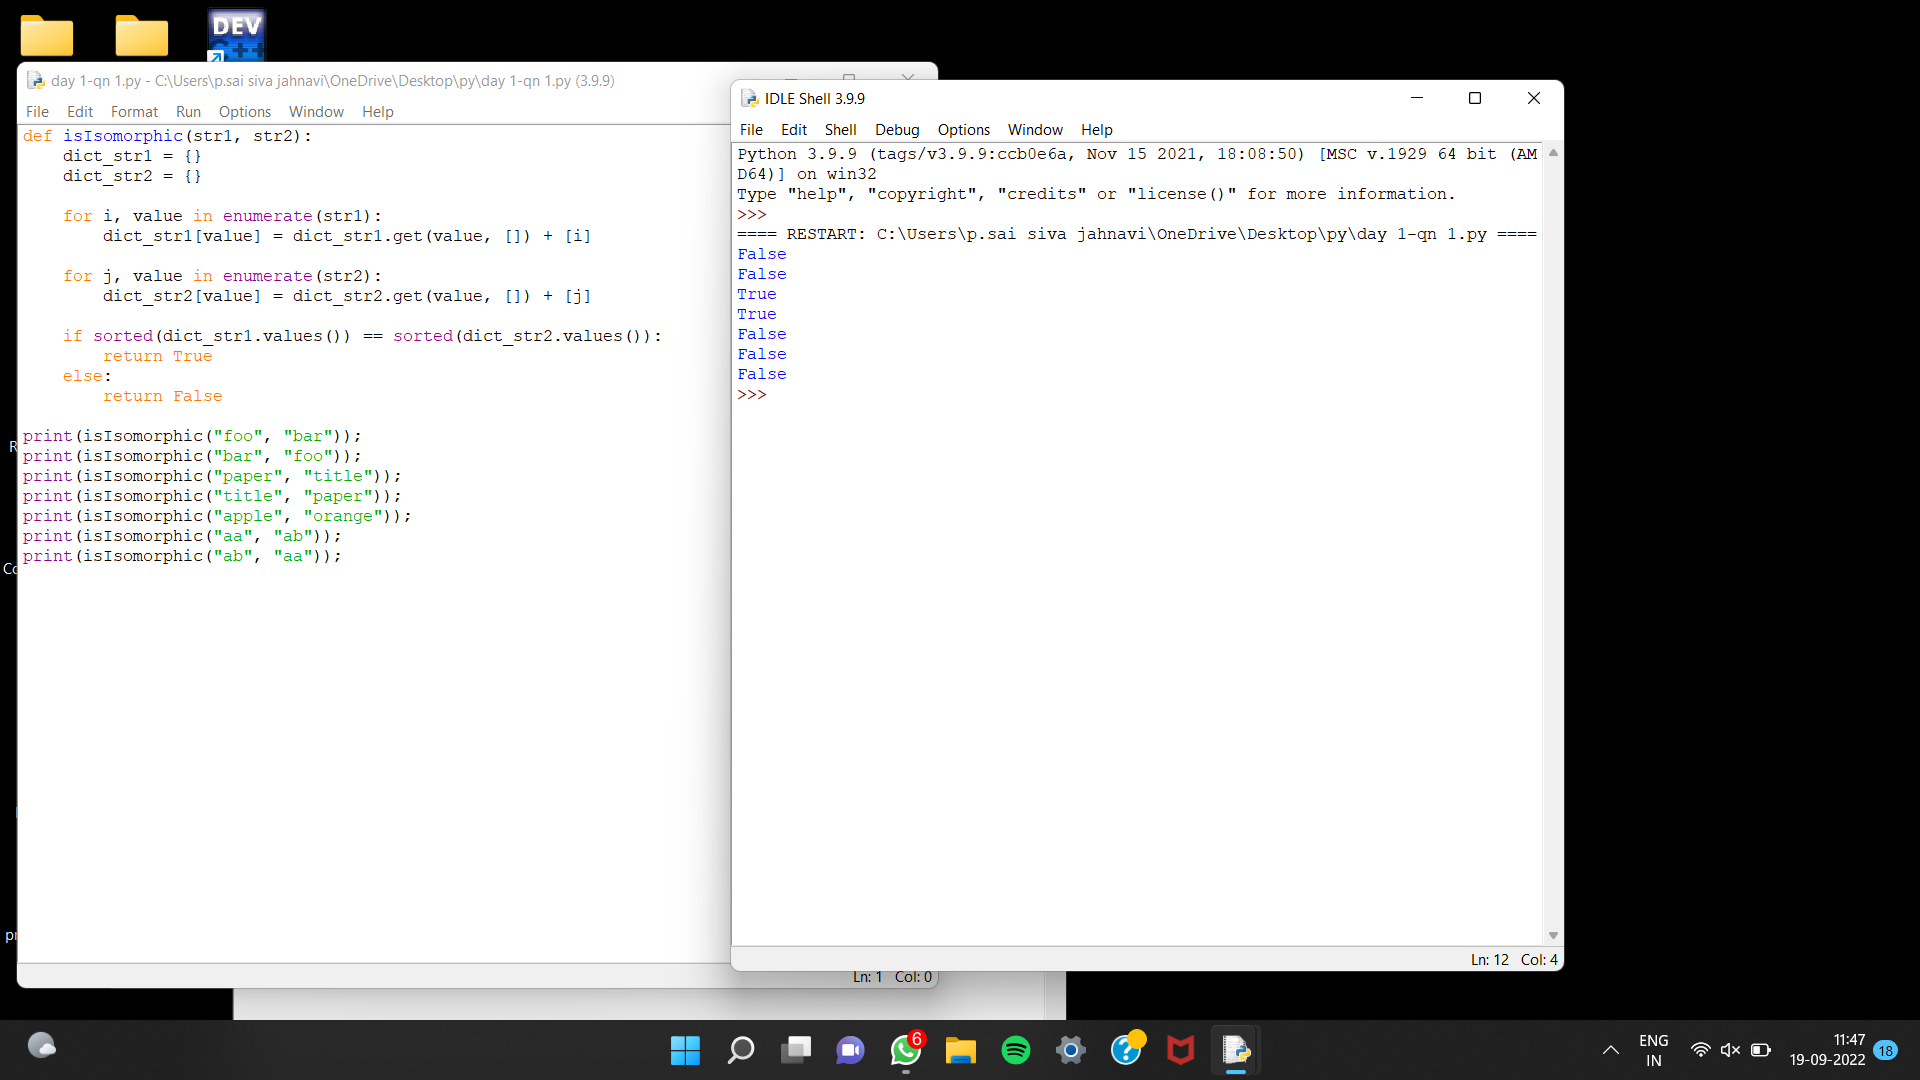 DEV
C++
day 1-qn 1.py - C:\Users\p.sai siva jahnavi\OneDrive\Desktop\py\day 1-qn 1.py (3.9.9)
File Edit Format Run Options Window Help
def isIsomorphic(str1, str2):
    dict_str1 = {}
    dict_str2 = {}
    for i, value in enumerate(str1):
        dict_str1[value] = dict_str1.get(value, []) + [i]
    for j, value in enumerate(str2):
        dict_str2[value] = dict_str2.get(value, []) + [j]
    if sorted(dict_str1.values()) == sorted(dict_str2.values()):
        return True
    else:
        return False
print(isIsomorphic("foo", "bar"));
print(isIsomorphic("bar", "foo"));
print(isIsomorphic("paper", "title"));
print(isIsomorphic("title", "paper"));
print(isIsomorphic("apple", "orange"));
print(isIsomorphic("aa", "ab"));
print(isIsomorphic("ab", "aa"));
Ln: 1 Col: 0
IDLE Shell 3.9.9
File Edit Shell Debug Options Window Help
Python 3.9.9 (tags/v3.9.9:ccb0e6a, Nov 15 2021, 18:08:50) [MSC v.1929 64 bit (AM
D64)] on win32
Type "help", "copyright", "credits" or "license()" for more information.
>>>
==== RESTART: C:\Users\p.sai siva jahnavi\OneDrive\Desktop\py\day 1-qn 1.py ====
False
False
True
True
False
False
False
>>>
Ln: 12 Col: 4
6
ENG
IN
11:47
19-09-2022
18